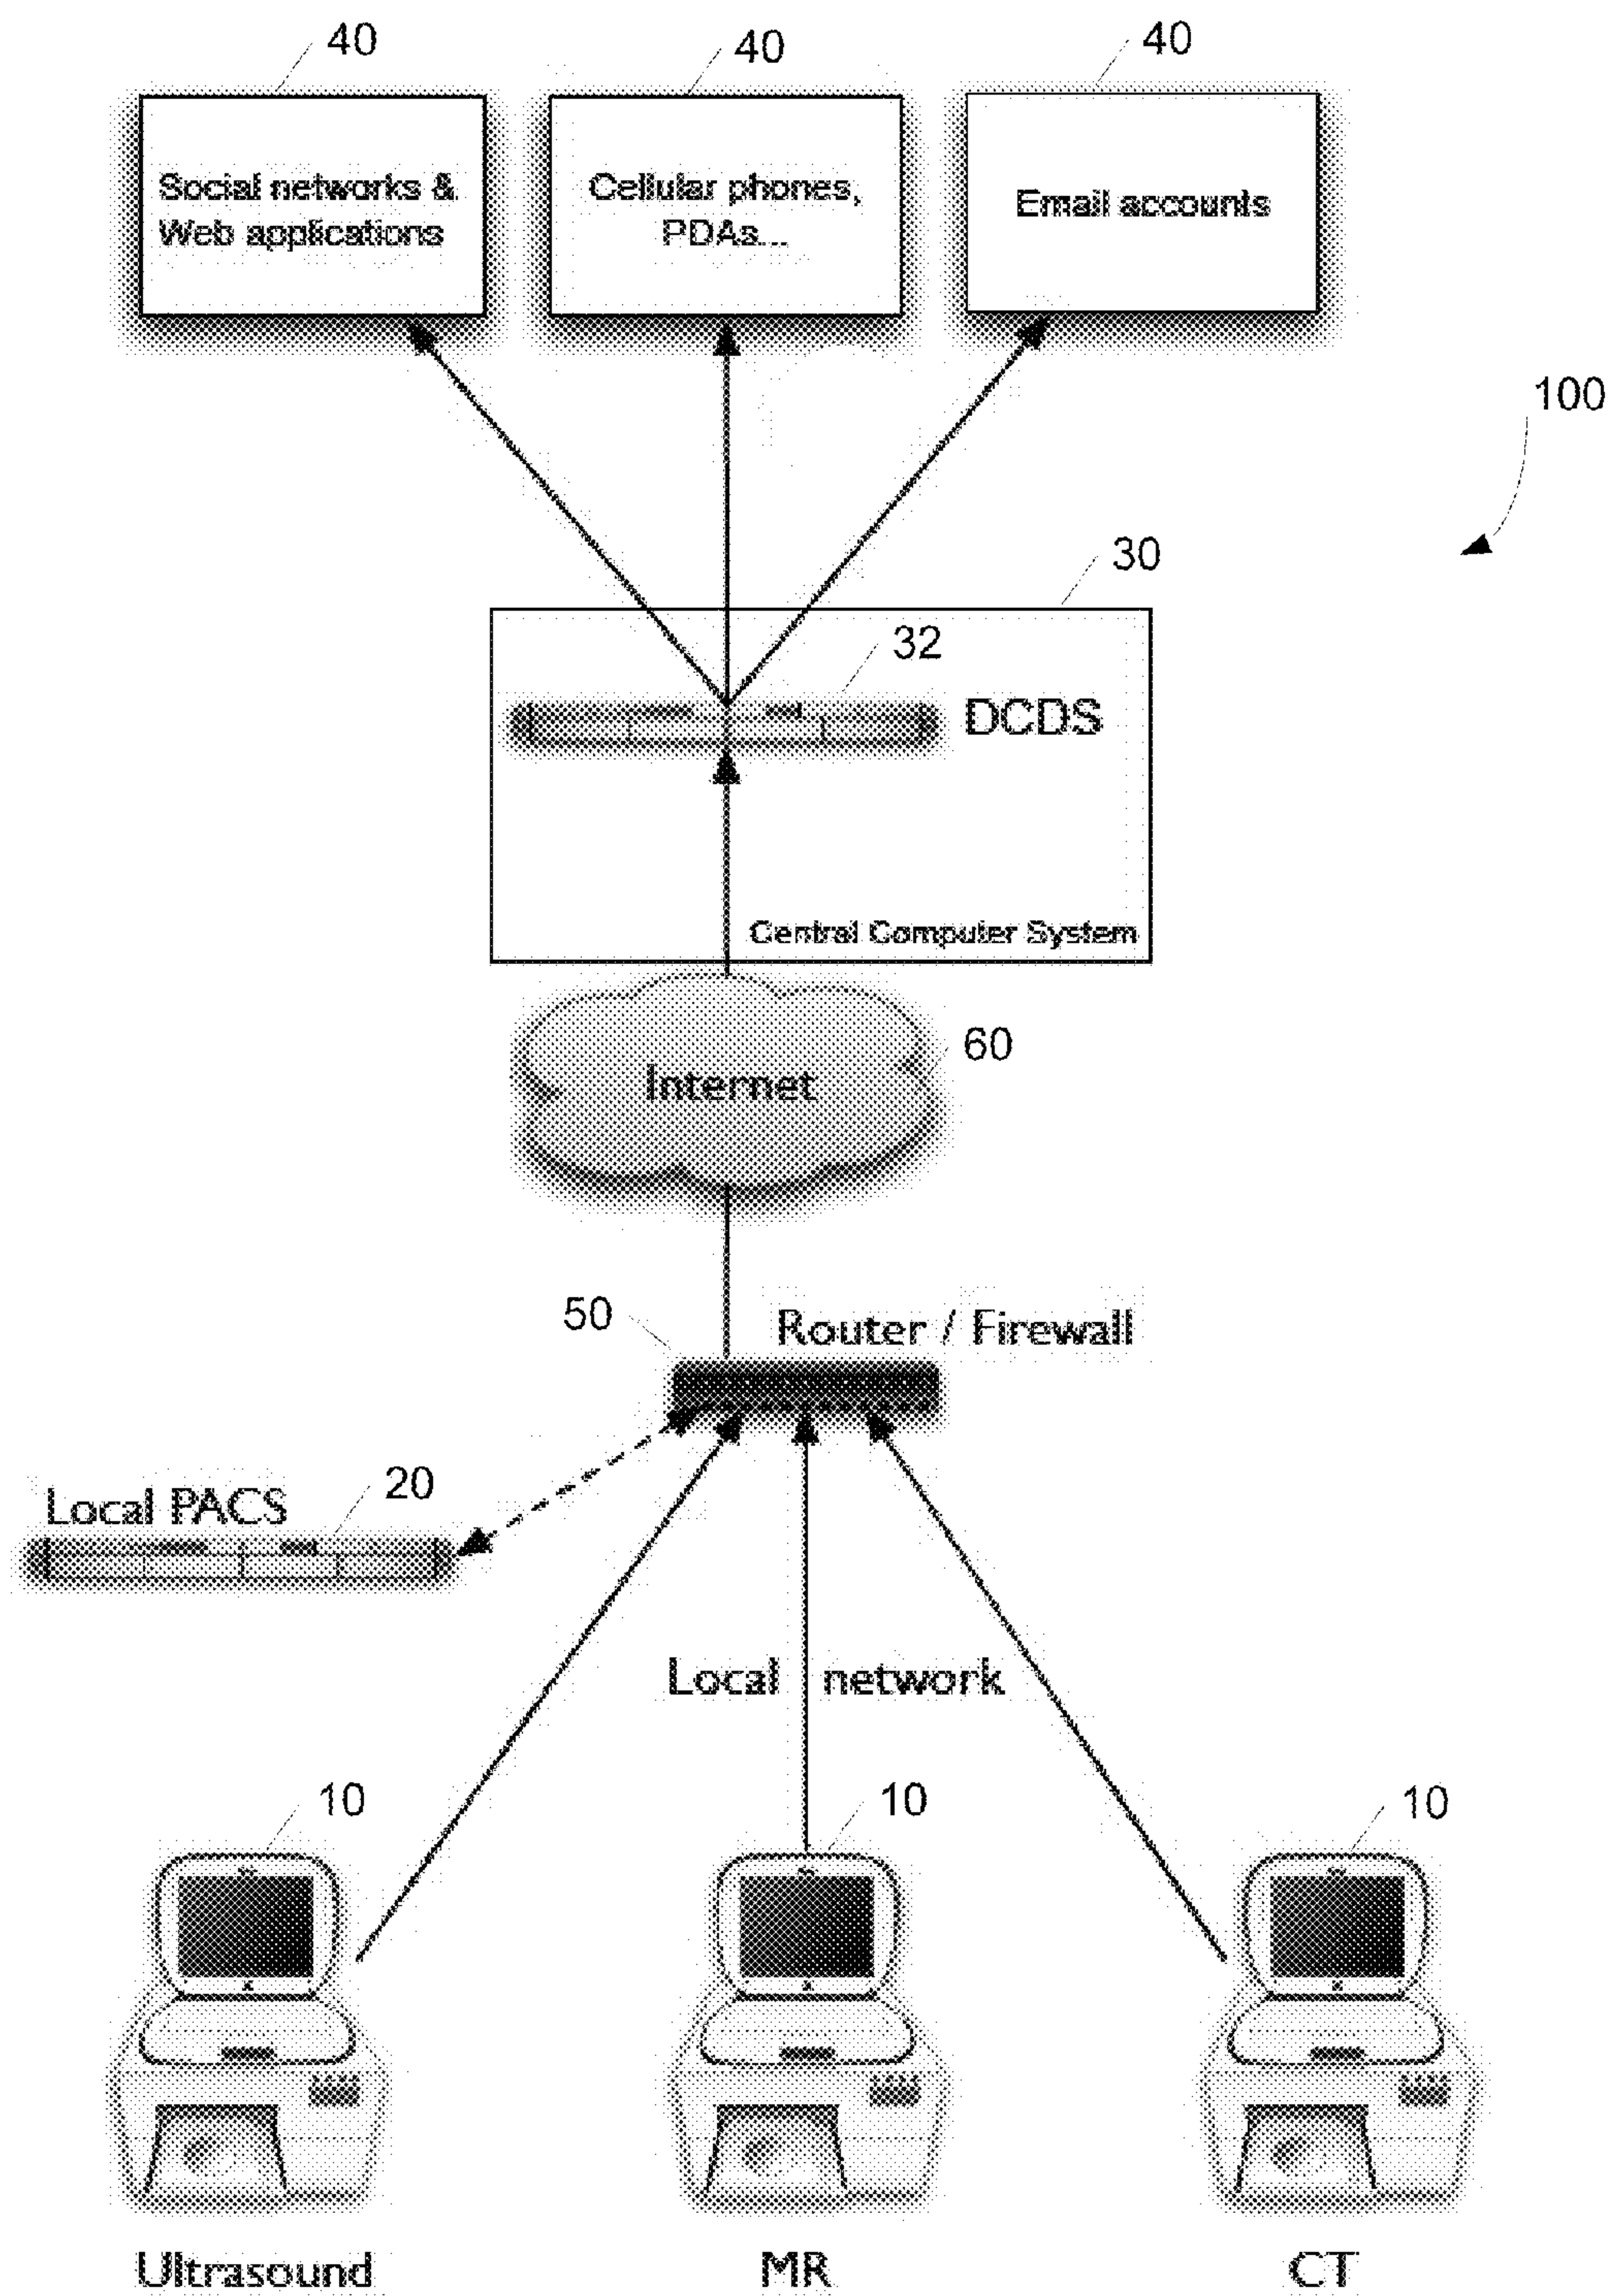 40
40
40
Social networks &
Web applications
Cellular phones,
PDAs...
Email accounts
100
30
32
DCDS
Central Computer System
60
Internet
50
Router / Firewall
20
Local PACS
Local network
10
10
10
Ultrasound
MR
CT